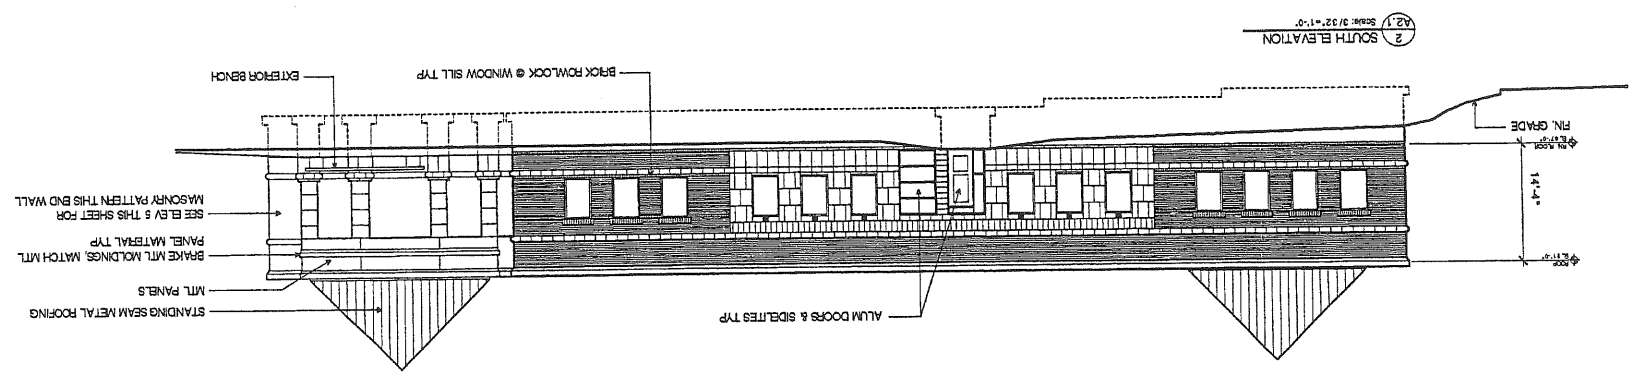 STANDING SEAM METAL ROOFING
MTL PANELS
BRAKE MTL MOLDINGS, MATCH MTL
PANEL MATERIAL TYP
SEE ELEV 5 THIS SHEET FOR
MASONRY PATTERN THIS END WALL
EXTERIOR BENCH
ALUM DOORS & SIDELITES TYP
BRICK ROWLOCK @ WINDOW SILL TYP
ROOF
14'-4"
FIN. FLOOR
FIN. GRADE
2
A2.1
SOUTH ELEVATION
Scale: 3/32"=1'-0"